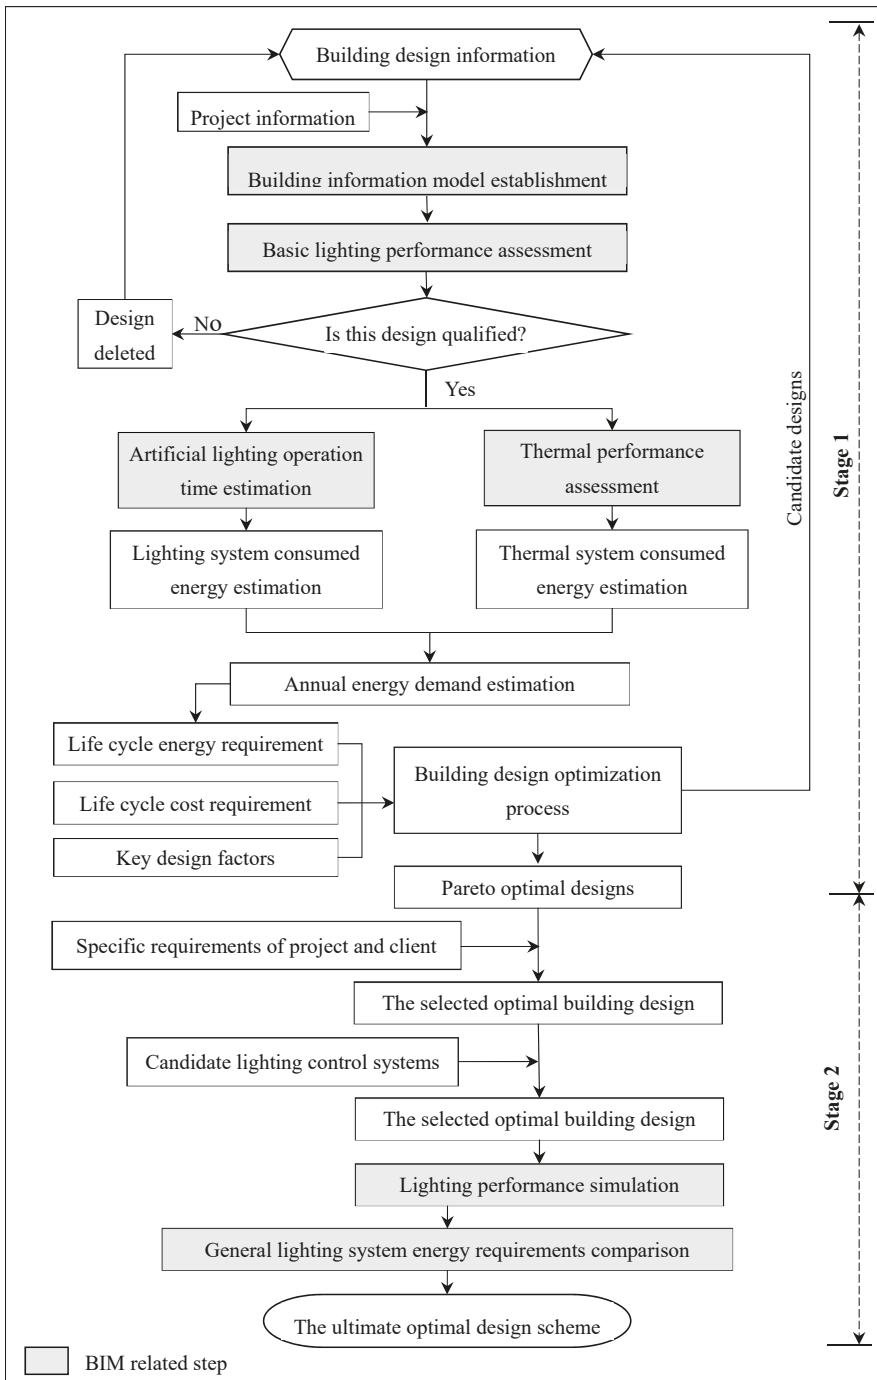 Building design information
Project information
Building information model establishment
Basic lighting performance assessment
Is this design qualified?
No
Design
deleted
Yes
Artificial lighting operation
time estimation
Thermal performance
assessment
Lighting system consumed
energy estimation
Thermal system consumed
energy estimation
Annual energy demand estimation
Life cycle energy requirement
Life cycle cost requirement
Key design factors
Building design optimization
process
Candidate designs
Pareto optimal designs
Stage 1
Specific requirements of project and client
The selected optimal building design
Candidate lighting control systems
The selected optimal building design
Lighting performance simulation
General lighting system energy requirements comparison
The ultimate optimal design scheme
Stage 2
BIM related step